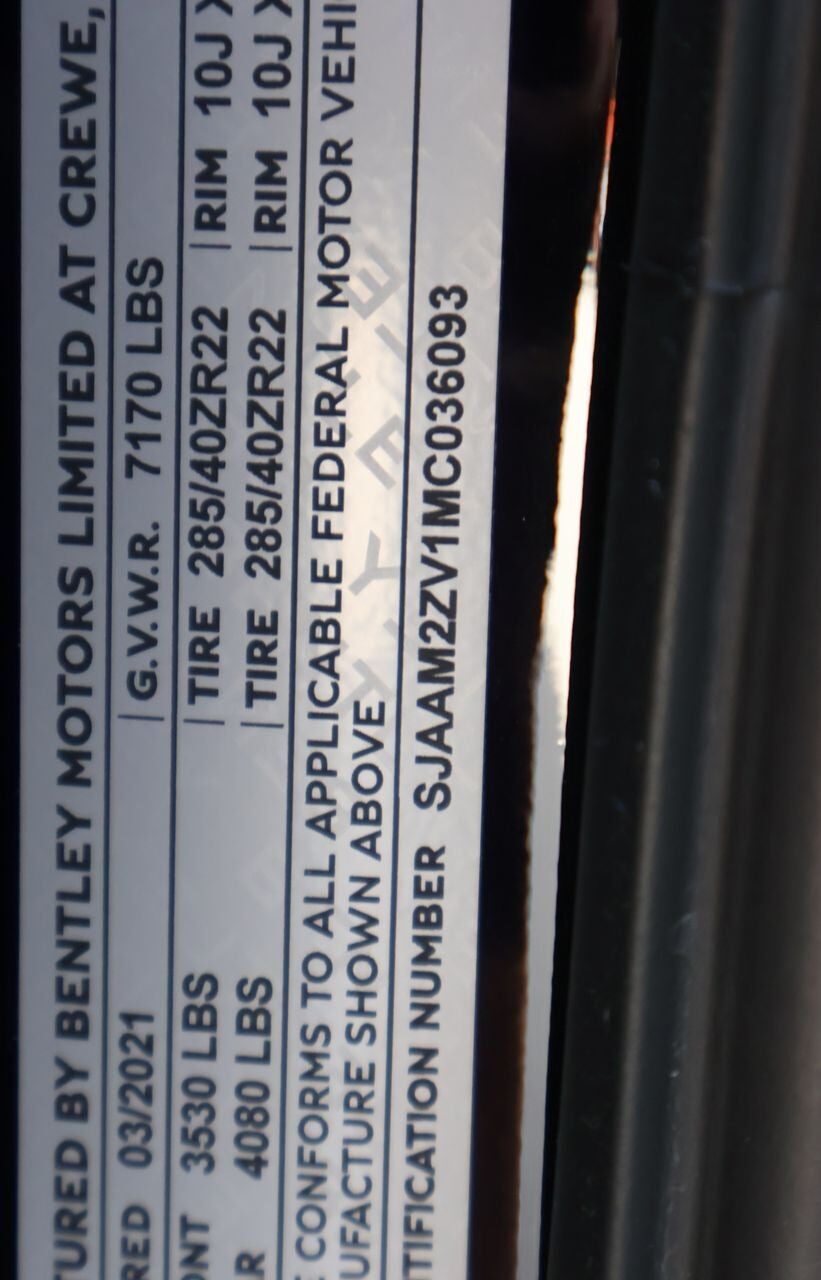 TURED BY BENTLEY MOTORS LIMITED AT CREWE,
RED 03/2021 | G.V.W.R. 7170 LBS
ONT 3530 LBS | TIRE 285/40ZR22 | RIM 10J X
AR 4080 LBS | TIRE 285/40ZR22 | RIM 10J X
E CONFORMS TO ALL APPLICABLE FEDERAL MOTOR VEHI
UFACTURE SHOWN ABOVE
TIFICATION NUMBER SJAAM2ZV1MC036093